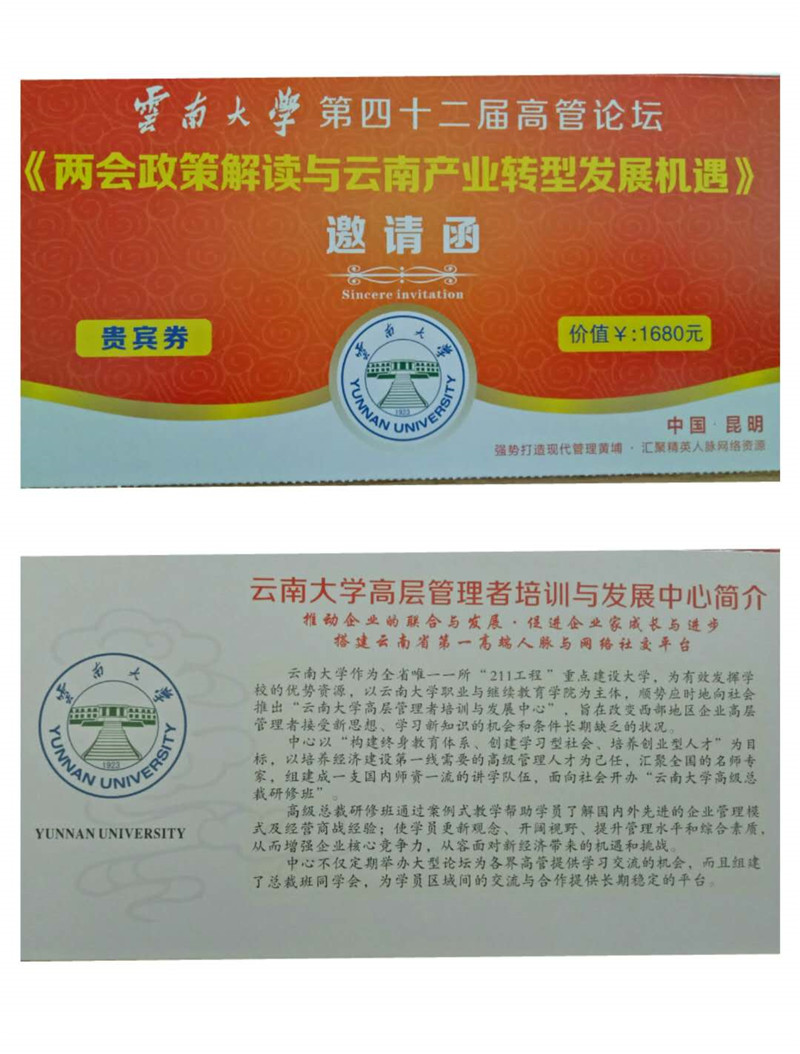 雲南大學 第四十二届高管论坛
《两会政策解读与云南产业转型发展机遇》
邀请函
Sincere invitation
贵宾券
价值￥:1680元
雲南大學
1923
YUNNAN UNIVERSITY
中国·昆明
强势打造现代管理黄埔·汇聚精英人脉网络资源
云南大学高层管理者培训与发展中心简介
推动企业的联合与发展·促进企业家成长与进步
搭建云南省第一高端人脉与网络社交平台
雲南大學
1923
YUNNAN UNIVERSITY
YUNNAN UNIVERSITY
云南大学作为全省唯一一所“211工程”重点建设大学，为有效发挥学
校的优势资源，以云南大学职业与继续教育学院为主体，顺势应时地向社会
推出“云南大学高层管理者培训与发展中心”，旨在改变西部地区企业高层
管理者接受新思想、学习新知识的机会和条件长期缺乏的状况。
中心以“构建终身教育体系、创建学习型社会、培养创业型人才”为目
标，以培养经济建设第一线需要的高级管理人才为己任，汇聚全国的名师专
家，组建成一支国内师资一流的讲学队伍，面向社会开办“云南大学高级总
裁研修班”。
高级总裁研修班通过案例式教学帮助学员了解国内外先进的企业管理模
式及经营商战经验；使学员更新观念、开阔视野、提升管理水平和综合素质，
从而增强企业核心竞争力，从容面对新经济带来的机遇和挑战。
中心不仅定期举办大型论坛为各界高管提供学习交流的机会，而且组建
了总裁班同学会，为学员区域间的交流与合作提供长期稳定的平台。